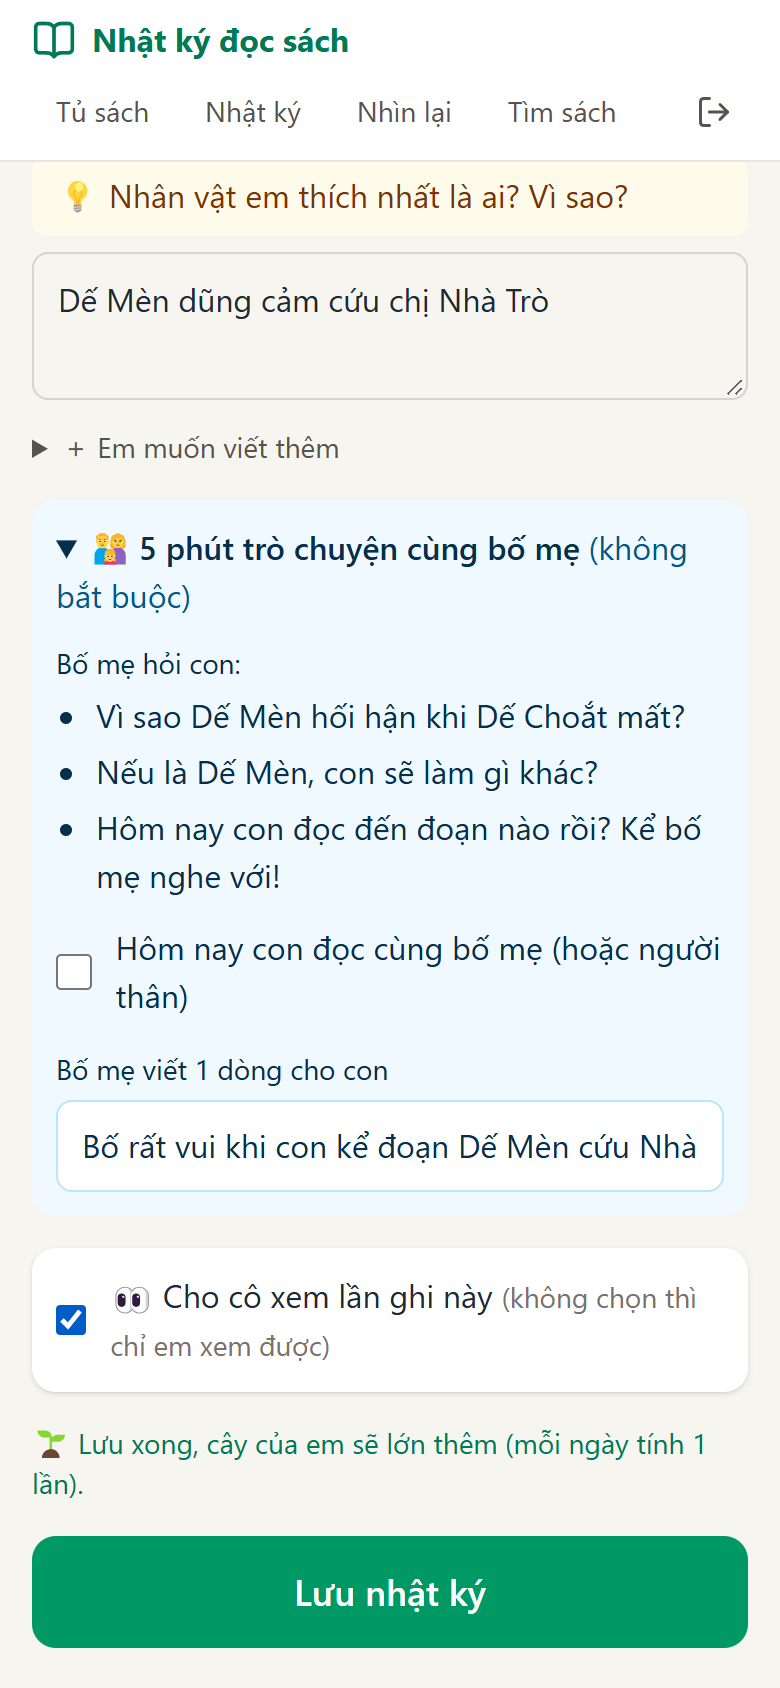 Nhật ký đọc sách
Tủ sách Nhật ký Nhìn lại Tìm sách
💡 Nhân vật em thích nhất là ai? Vì sao?
Dế Mèn dũng cảm cứu chị Nhà Trò
▶ + Em muốn viết thêm
▼ 👨‍👩‍👧 5 phút trò chuyện cùng bố mẹ (không
bắt buộc)
Bố mẹ hỏi con:
• Vì sao Dế Mèn hối hận khi Dế Choắt mất?
• Nếu là Dế Mèn, con sẽ làm gì khác?
• Hôm nay con đọc đến đoạn nào rồi? Kể bố
mẹ nghe với!
Hôm nay con đọc cùng bố mẹ (hoặc người
thân)
Bố mẹ viết 1 dòng cho con
Bố rất vui khi con kể đoạn Dế Mèn cứu Nhà
👀 Cho cô xem lần ghi này (không chọn thì
chỉ em xem được)
🌱 Lưu xong, cây của em sẽ lớn thêm (mỗi ngày tính 1
lần).
Lưu nhật ký